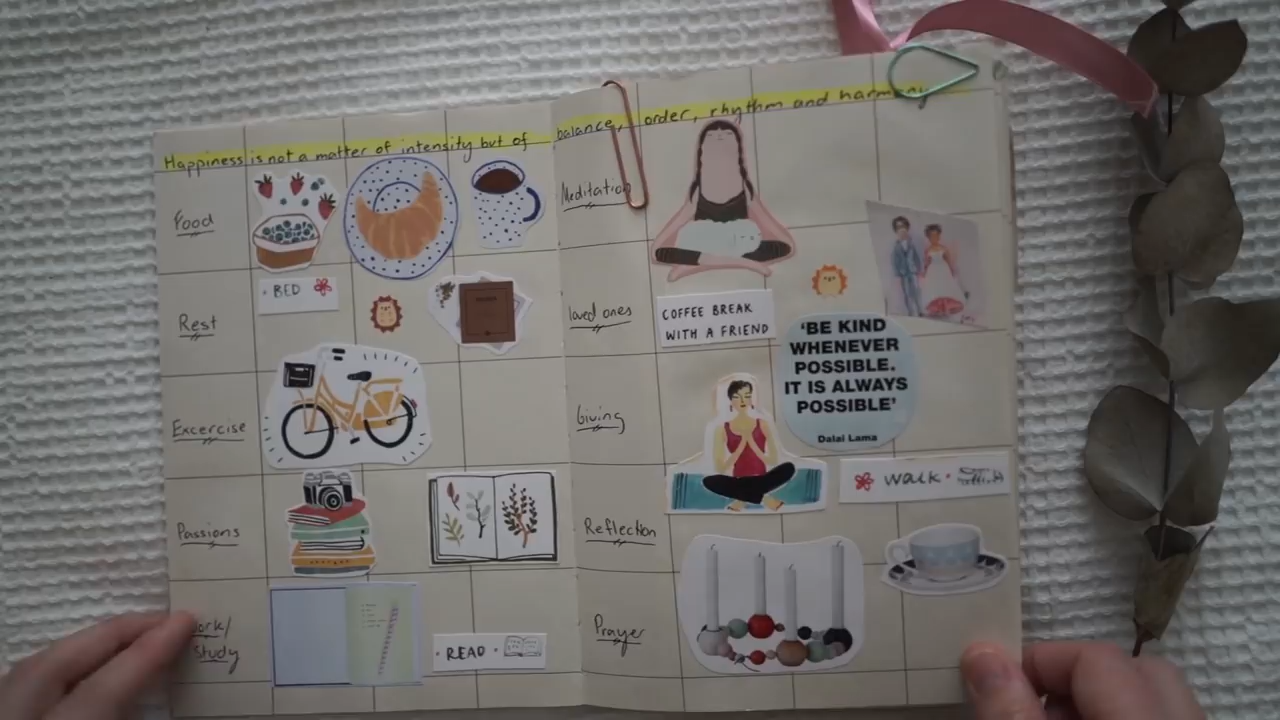 Happiness is not a matter of intensity but of balance, order, rhythm and harmony
Food
Rest
· BED
Excercise
Passions
Work/
Study
· READ ·
Meditation
loved ones
COFFEE BREAK
WITH A FRIEND
Giving
'BE KIND
WHENEVER
POSSIBLE.
IT IS ALWAYS
POSSIBLE'
Dalai Lama
WALK ·
Reflection
Prayer